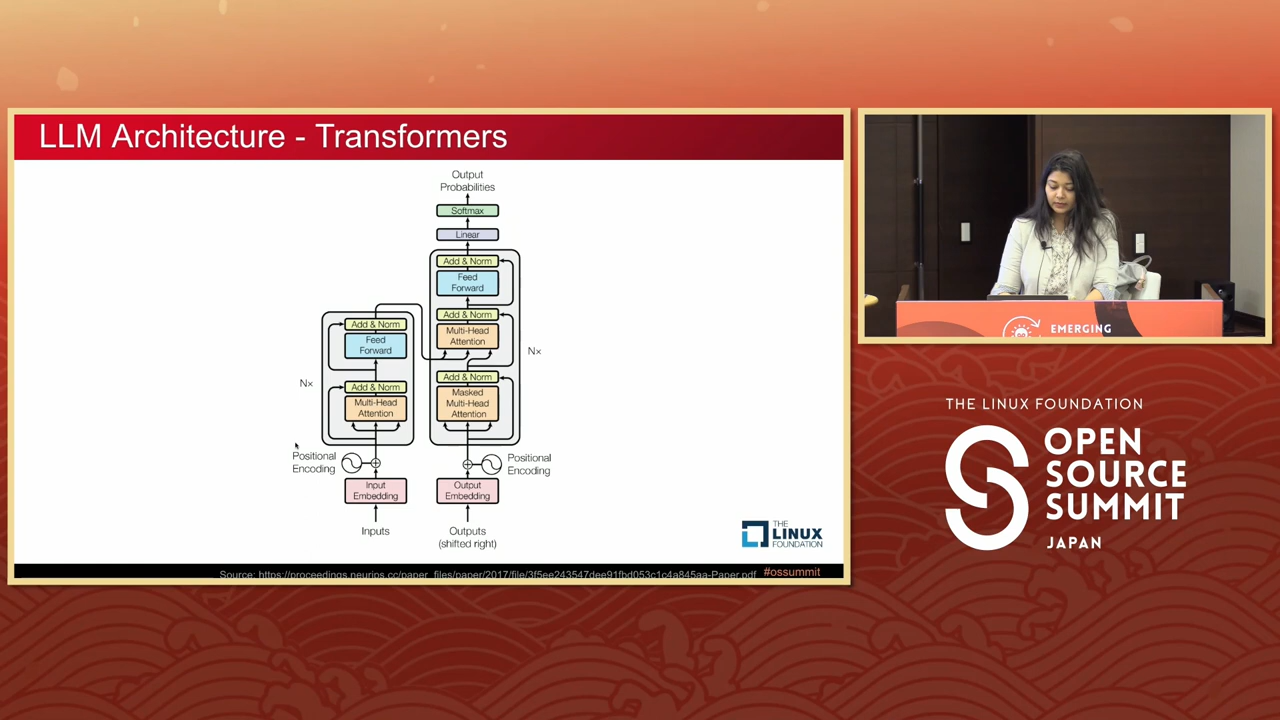 LLM Architecture - Transformers
Output
Probabilities
Softmax
Linear
Add & Norm
Feed
Forward
Add & Norm
Multi-Head
Attention
Add & Norm
Masked
Multi-Head
Attention
Nx
Add & Norm
Feed
Forward
Add & Norm
Multi-Head
Attention
Nx
Positional
Encoding
Positional
Encoding
Input
Embedding
Output
Embedding
Inputs
Outputs
(shifted right)
THE
LINUX
FOUNDATION
Source: https://proceedings.neurips.cc/paper_files/paper/2017/file/3f5ee243547dee91fbd053c1c4a845aa-Paper.pdf
#ossummit
EMERGING
THE LINUX FOUNDATION
OPEN
SOURCE
SUMMIT
JAPAN